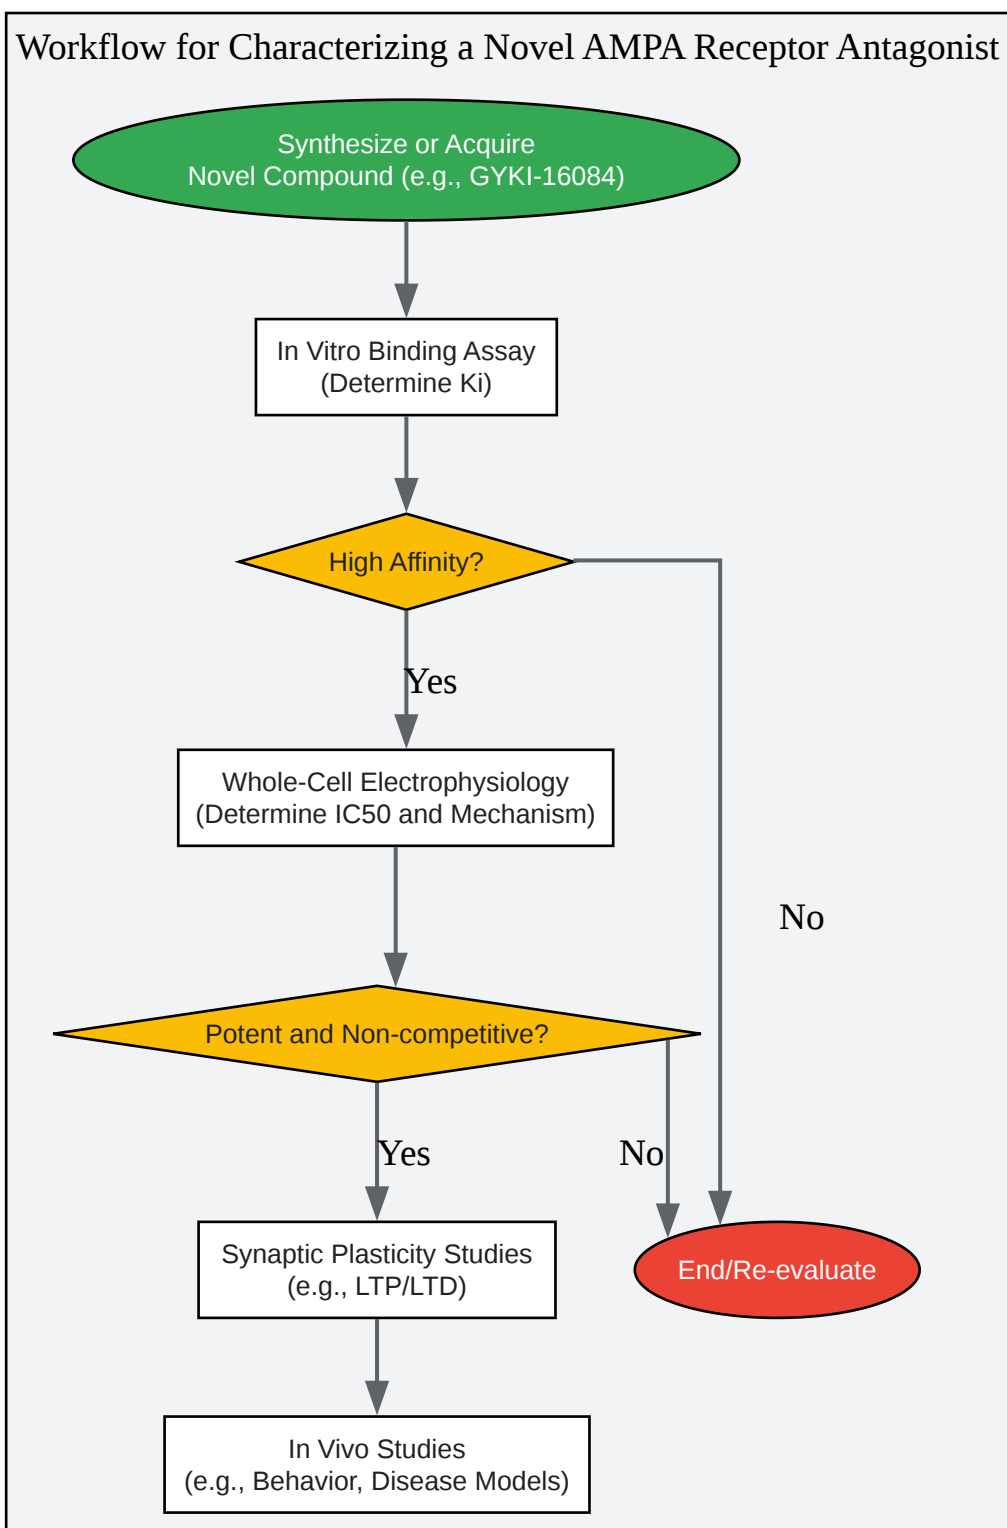 Workflow for Characterizing a Novel AMPA Receptor Antagonist
Synthesize or Acquire
Novel Compound (e.g., GYKI-16084)
In Vitro Binding Assay
(Determine Ki)
High Affinity?
Yes
Whole-Cell Electrophysiology
(Determine IC50 and Mechanism)
No
Potent and Non-competitive?
Yes
No
Synaptic Plasticity Studies
(e.g., LTP/LTD)
End/Re-evaluate
In Vivo Studies
(e.g., Behavior, Disease Models)